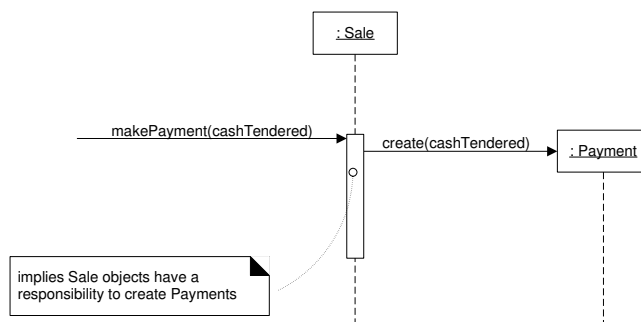 : Sale
makePayment(cashTendered)
create(cashTendered)
: Payment
implies Sale objects have a
responsibility to create Payments